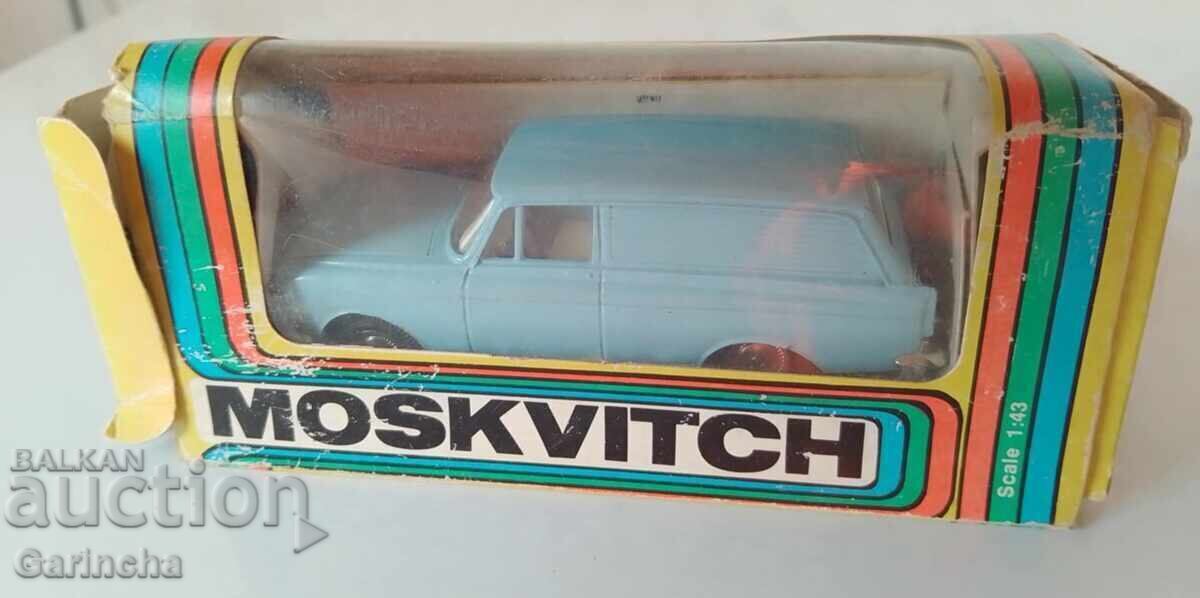 MOSKVITCH
Scale 1:43
BALKAN
auction
Garincha